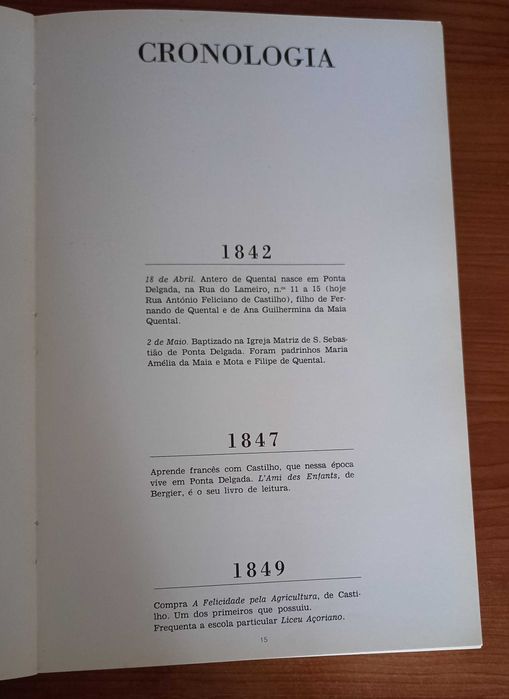 CRONOLOGIA
1842
18 de Abril. Antero de Quental nasce em Ponta
Delgada, na Rua do Lameiro, n.os 11 a 15 (hoje
Rua António Feliciano de Castilho), filho de Fer-
nando de Quental e de Ana Guilhermina da Maia
Quental.
2 de Maio. Baptizado na Igreja Matriz de S. Sebas-
tião de Ponta Delgada. Foram padrinhos Maria
Amélia da Maia e Mota e Filipe de Quental.
1847
Aprende francês com Castilho, que nessa época
vive em Ponta Delgada. L'Ami des Enfants, de
Bergier, é o seu livro de leitura.
1849
Compra A Felicidade pela Agricultura, de Casti-
lho. Um dos primeiros que possuiu.
Frequenta a escola particular Liceu Açoriano.
15